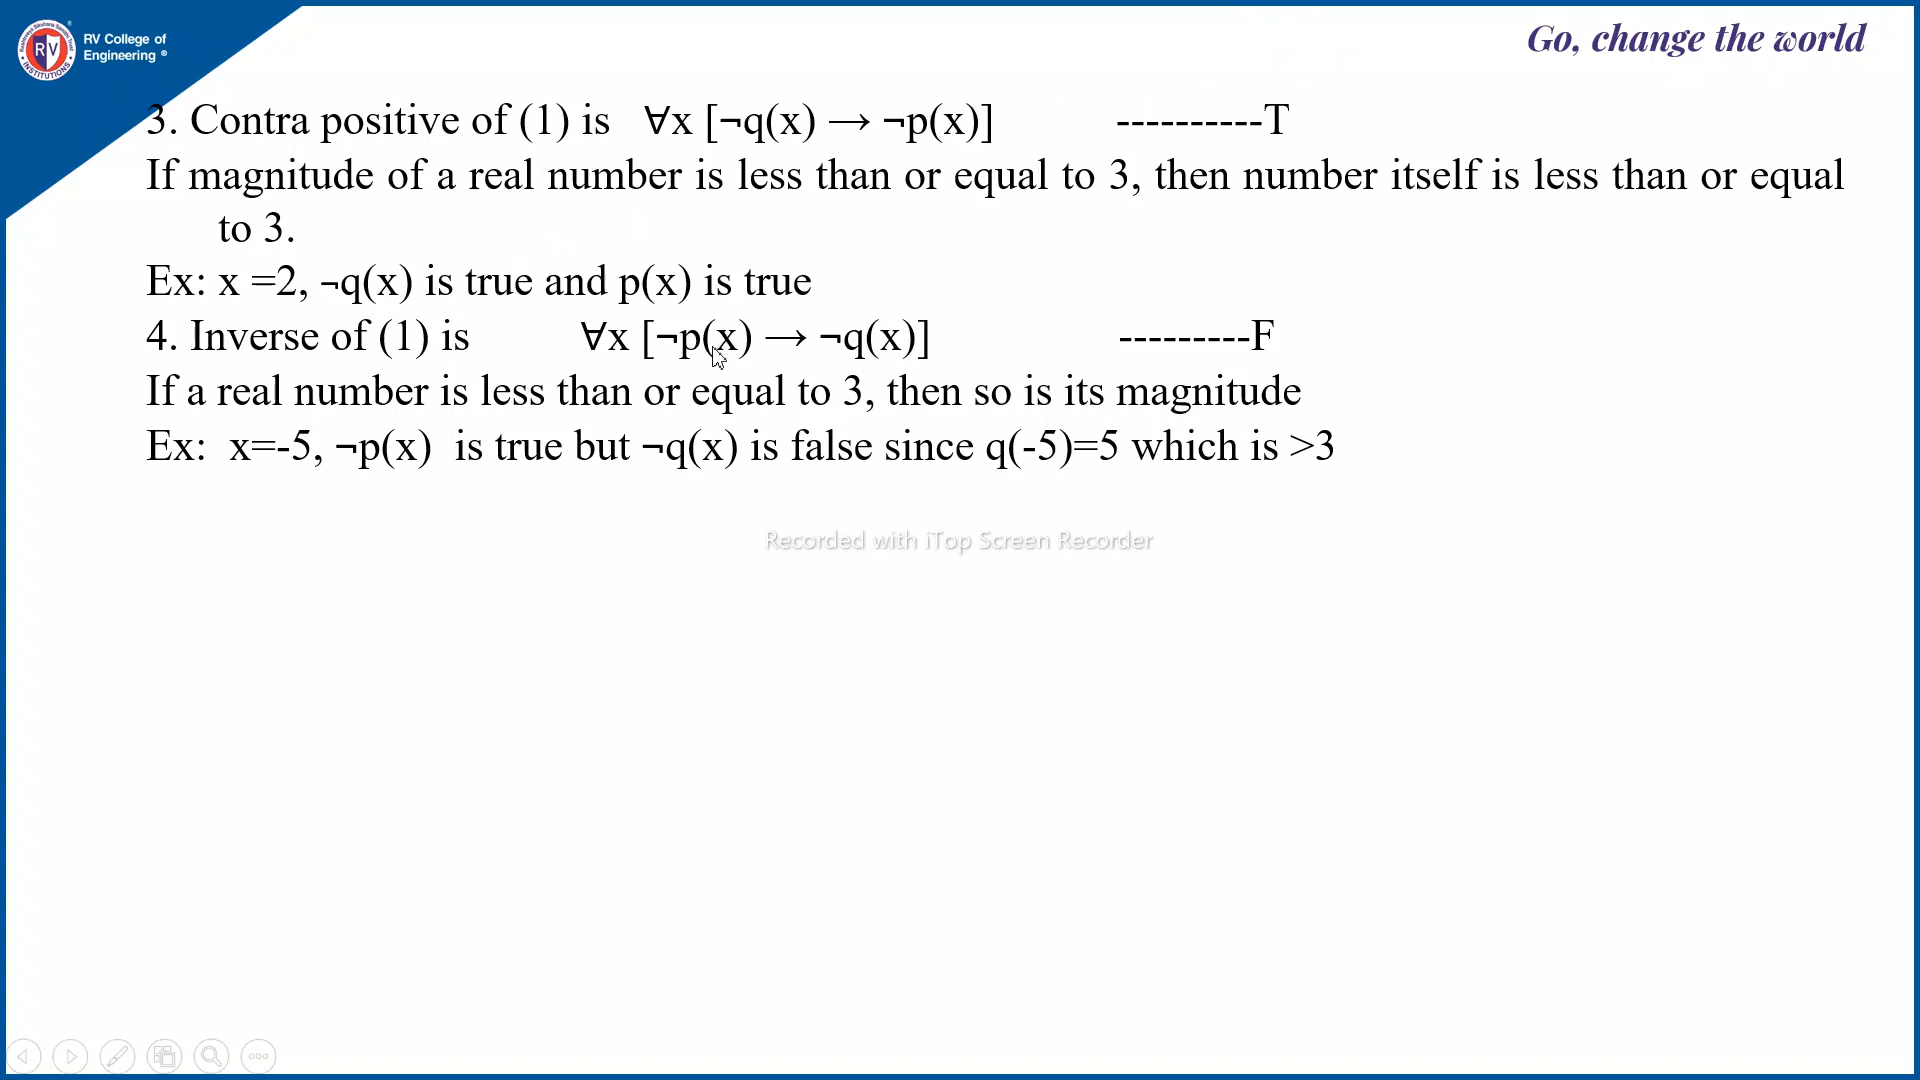 RV College of
Engineering ®
Go, change the world
3. Contra positive of (1) is ∀x [¬q(x) → ¬p(x)] ----------T
If magnitude of a real number is less than or equal to 3, then number itself is less than or equal
to 3.
Ex: x =2, ¬q(x) is true and p(x) is true
4. Inverse of (1) is ∀x [¬p(x) → ¬q(x)] ---------F
If a real number is less than or equal to 3, then so is its magnitude
Ex: x=-5, ¬p(x) is true but ¬q(x) is false since q(-5)=5 which is >3
Recorded with iTop Screen Recorder
RV
INSTITUTIONS